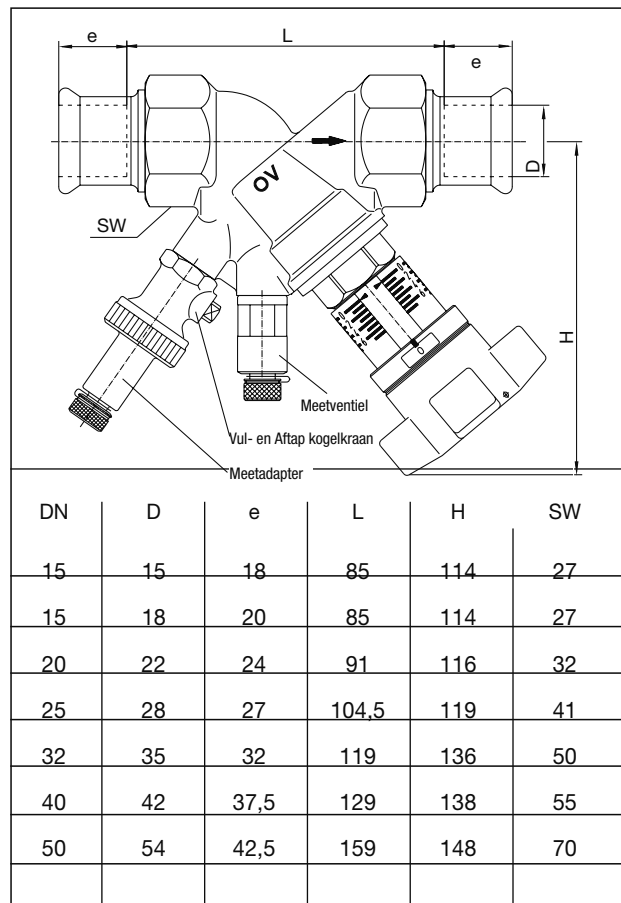 e L e
D
OV
SW
H
Meetventiel
Vul- en Aftap kogelkraan
Meetadapter
DN D e L H SW
15 15 18 85 114 27
15 18 20 85 114 27
20 22 24 91 116 32
25 28 27 104,5 119 41
32 35 32 119 136 50
40 42 37,5 129 138 55
50 54 42,5 159 148 70